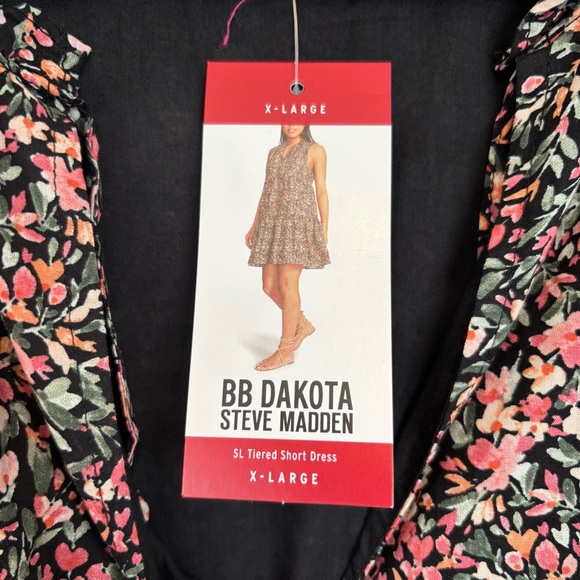 X-LARGE
BB DAKOTA
STEVE MADDEN
SL Tiered Short Dress
X-LARGE